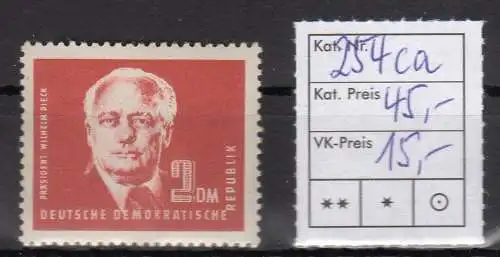 PRÄSIDENT WILHELM PIECK
2 DM
DEUTSCHE DEMOKRATISCHE
REPUBLIK
Kat. Nr.
254ca
Kat. Preis 45,-
VK-Preis 15,-
** * ⊙